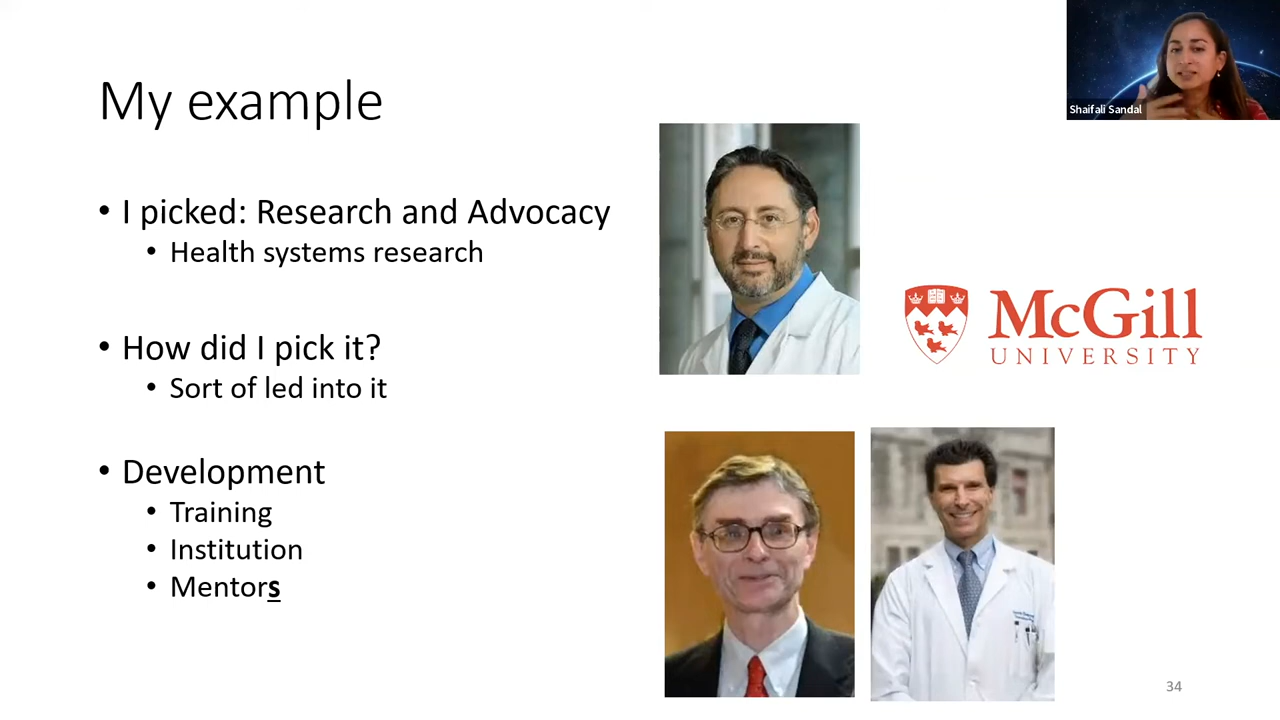 My example
• I picked: Research and Advocacy
• Health systems research
• How did I pick it?
• Sort of led into it
• Development
• Training
• Institution
• Mentors
Shaifali Sandal
McGill
UNIVERSITY
34